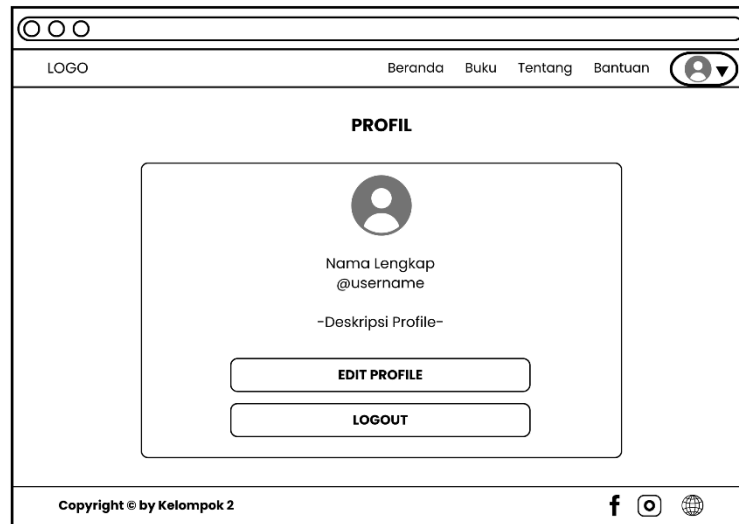 LOGO Beranda Buku Tentang Bantuan
PROFIL
Nama Lengkap
@username
-Deskripsi Profile-
EDIT PROFILE
LOGOUT
Copyright © by Kelompok 2